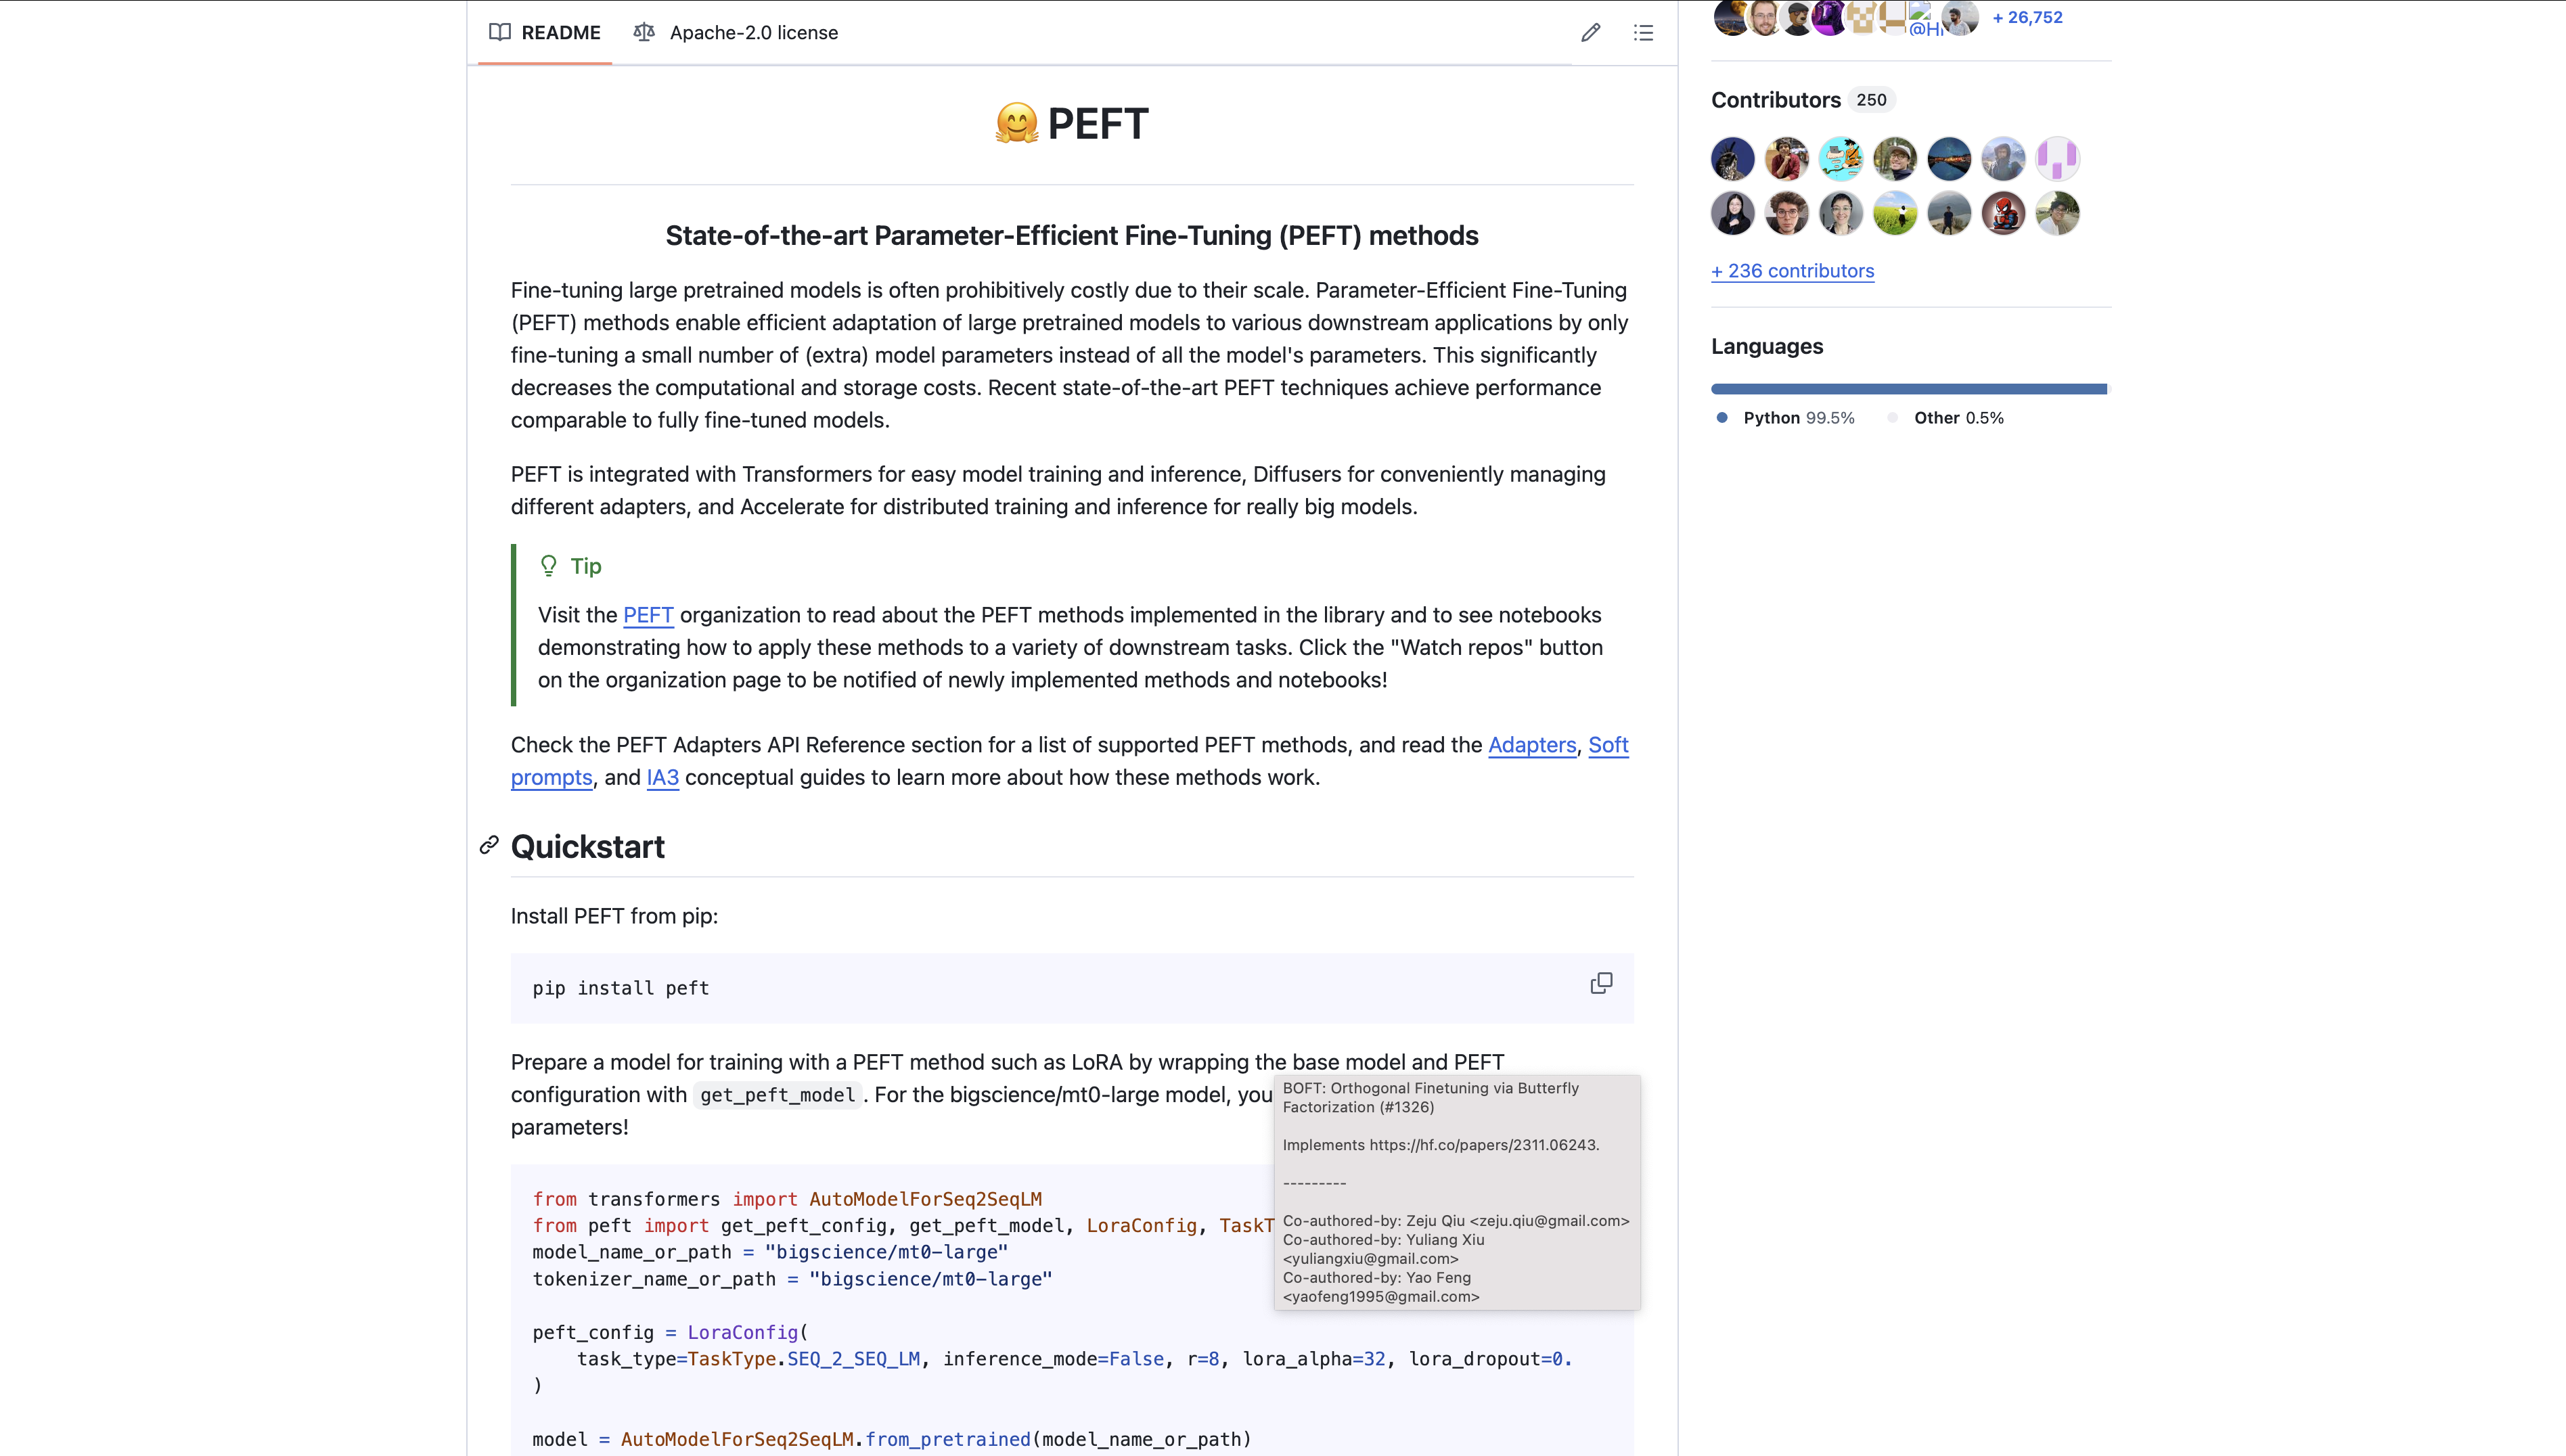 README
Apache-2.0 license
🤗 PEFT
State-of-the-art Parameter-Efficient Fine-Tuning (PEFT) methods
Fine-tuning large pretrained models is often prohibitively costly due to their scale. Parameter-Efficient Fine-Tuning
(PEFT) methods enable efficient adaptation of large pretrained models to various downstream applications by only
fine-tuning a small number of (extra) model parameters instead of all the model's parameters. This significantly
decreases the computational and storage costs. Recent state-of-the-art PEFT techniques achieve performance
comparable to fully fine-tuned models.
PEFT is integrated with Transformers for easy model training and inference, Diffusers for conveniently managing
different adapters, and Accelerate for distributed training and inference for really big models.
Tip
Visit the PEFT organization to read about the PEFT methods implemented in the library and to see notebooks
demonstrating how to apply these methods to a variety of downstream tasks. Click the "Watch repos" button
on the organization page to be notified of newly implemented methods and notebooks!
Check the PEFT Adapters API Reference section for a list of supported PEFT methods, and read the Adapters, Soft
prompts, and IA3 conceptual guides to learn more about how these methods work.
Quickstart
Install PEFT from pip:
pip install peft
Prepare a model for training with a PEFT method such as LoRA by wrapping the base model and PEFT
configuration with get_peft_model. For the bigscience/mt0-large model, you
parameters!
from transformers import AutoModelForSeq2SeqLM
from peft import get_peft_config, get_peft_model, LoraConfig, TaskT
model_name_or_path = "bigscience/mt0-large"
tokenizer_name_or_path = "bigscience/mt0-large"
peft_config = LoraConfig(
    task_type=TaskType.SEQ_2_SEQ_LM, inference_mode=False, r=8, lora_alpha=32, lora_dropout=0.
)
model = AutoModelForSeq2SeqLM.from_pretrained(model_name_or_path)
BOFT: Orthogonal Finetuning via Butterfly
Factorization (#1326)
Implements https://hf.co/papers/2311.06243.
---------
Co-authored-by: Zeju Qiu <zeju.qiu@gmail.com>
Co-authored-by: Yuliang Xiu
<yuliangxiu@gmail.com>
Co-authored-by: Yao Feng
<yaofeng1995@gmail.com>
+ 26,752
Contributors 250
+ 236 contributors
Languages
Python 99.5%
Other 0.5%